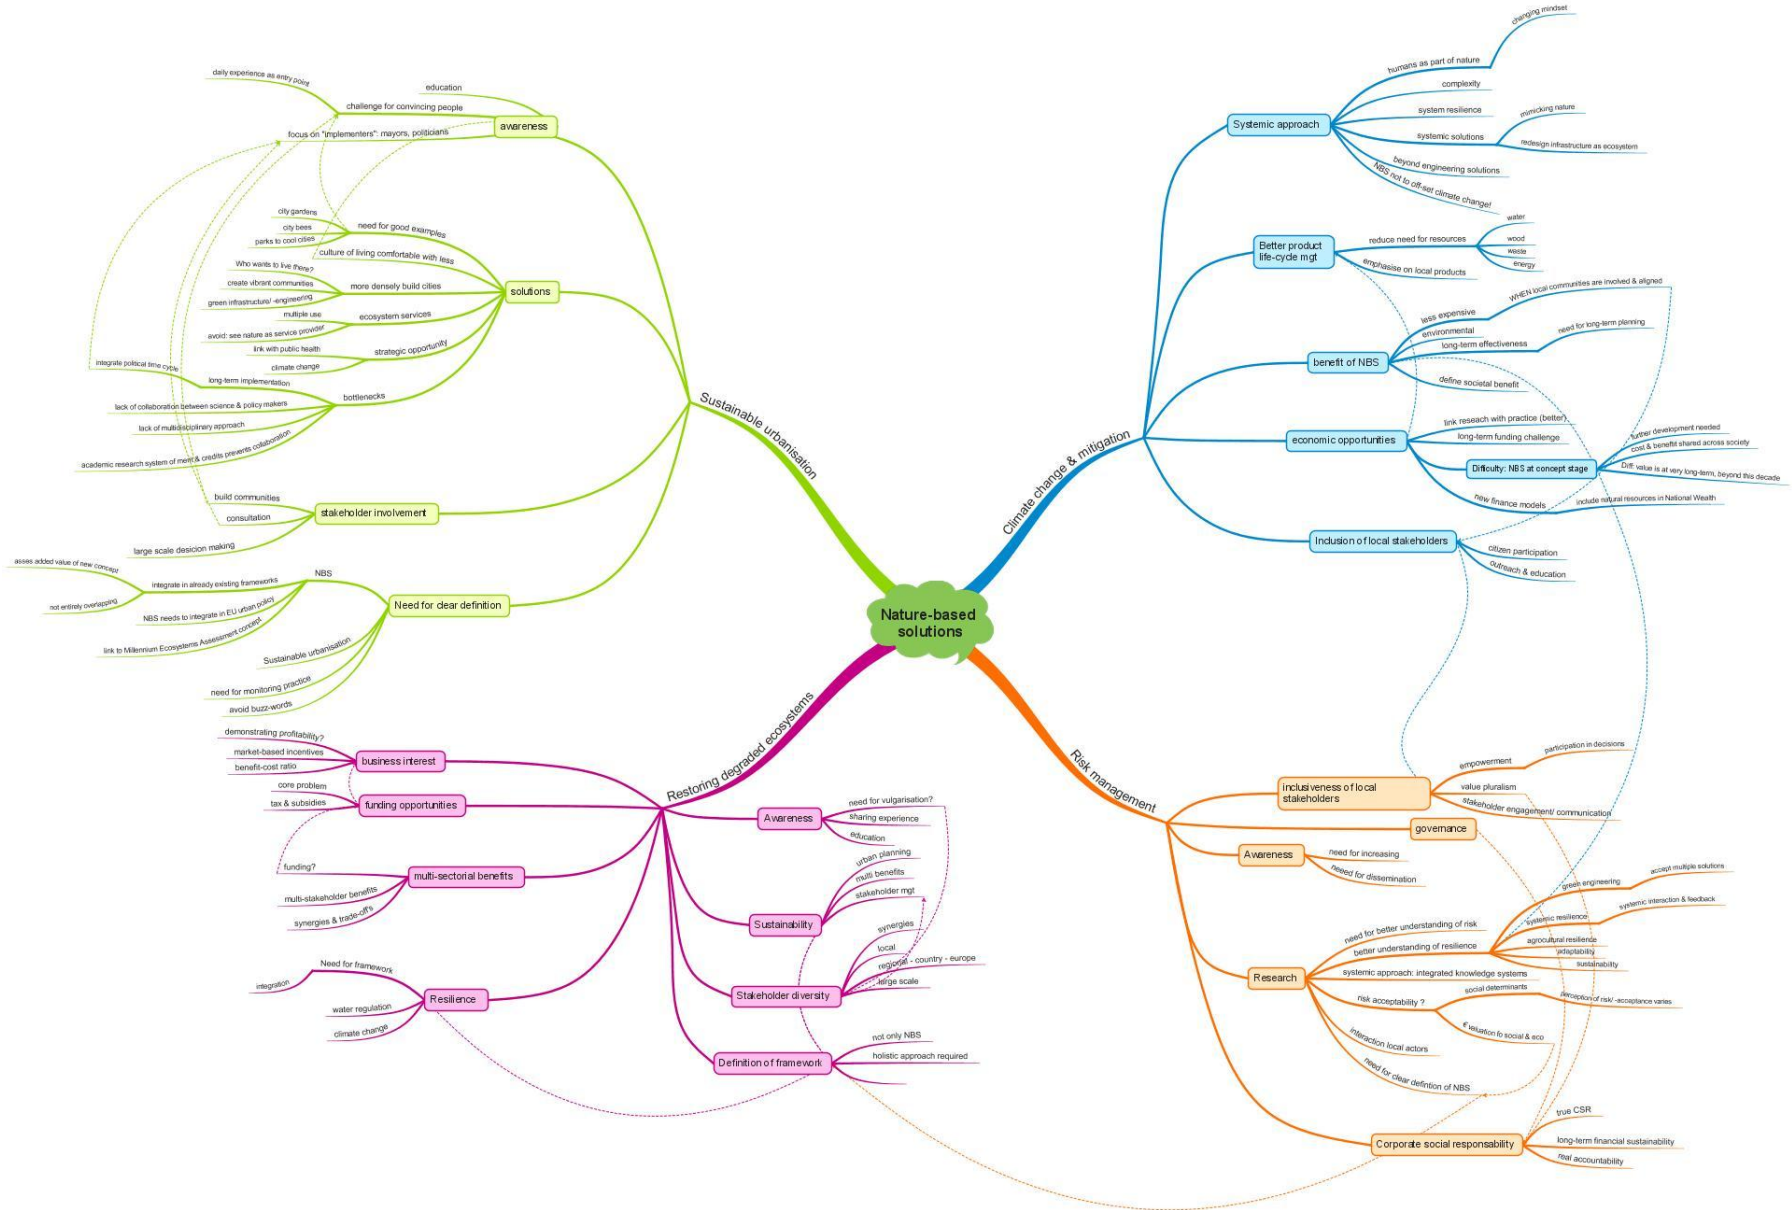 Nature-based
solutions
Sustainable urbanisation
awareness
education
challenge for convincing people
daily experience as entry point
focus on "implementers": mayors, politicians
solutions
need for good examples
city gardens
city bees
parks to cool cities
culture of living comfortable with less
more densely build cities
Who wants to live there?
create vibrant communities
green infrastructure/ -engineering
ecosystem services
multiple use
avoid: see nature as service provider
strategic opportunity
link with public health
climate change
bottlenecks
long-term implementation
integrate political time cycle
lack of collaboration between science & policy makers
lack of multidisciplinary approach
academic research system of merit & credits prevents collaboration
stakeholder involvement
build communities
consultation
large scale desicion making
Need for clear definition
NBS
integrate in already existing frameworks
asses added value of new concept
not entirely overlapping
NBS needs to integrate in EU urban policy
link to Millennium Ecosystems Assessment concept
Sustainable urbanisation
need for monitoring practice
avoid buzz-words
Climate change & mitigation
Systemic approach
humans as part of nature
changing mindset
complexity
system resilience
systemic solutions
mimicking nature
redesign infrastructure as ecosystem
beyond engineering solutions
NBS not to off-set climate change!
Better product
life-cycle mgt
reduce need for resources
water
wood
waste
energy
emphasise on local products
benefit of NBS
less expensive
WHEN local communities are involved & aligned
environmental
long-term effectiveness
need for long-term planning
define societal benefit
economic opportunities
link reseach with practice (better)
long-term funding challenge
Difficulty: NBS at concept stage
further development needed
cost & benefit shared across society
Diff: value is at very long-term, beyond this decade
new finance models
include natural resources in National Wealth
Inclusion of local stakeholders
citizen participation
outreach & education
Restoring degraded ecosystems
business interest
demonstrating profitability?
market-based incentives
benefit-cost ratio
funding opportunities
core problem
tax & subsidies
multi-sectorial benefits
funding?
multi-stakeholder benefits
synergies & trade-off's
Resilience
Need for framework
integration
water regulation
climate change
Awareness
need for vulgarisation?
sharing experience
education
Sustainability
urban planning
multi benefits
stakeholder mgt
Stakeholder diversity
synergies
local
regional - country - europe
large scale
Definition of framework
not only NBS
holistic approach required
Risk management
inclusiveness of local
stakeholders
empowerment
participation in decisions
value pluralism
stakeholder engagement/ communication
governance
Awareness
need for increasing
neeed for dissemination
Research
need for better understanding of risk
better understanding of resilience
green engineering
accept multiple solutions
systemic resilience
systemic interaction & feedback
agricultural resilience
adaptability
sustainability
systemic approach: integrated knowledge systems
risk acceptability ?
social determinants
perception of risk/ -acceptance varies
€ valuation fo social & eco
interaction local actors
need for clear defintion of NBS
Corporate social responsability
true CSR
long-term financial sustainability
real accountability